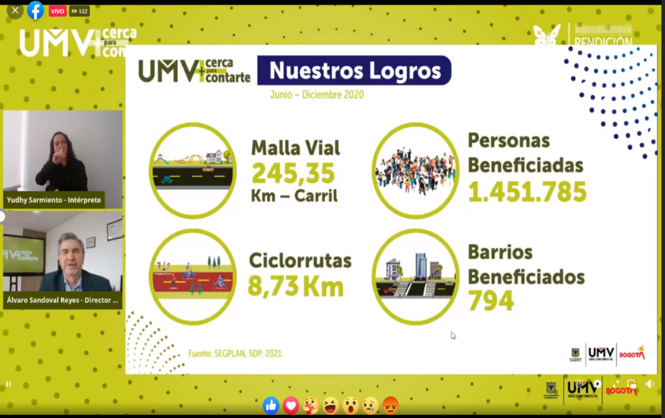 VIVO
132
UMV+ cerca
para
con
RENDICIÓN
UMV+ cerca
para
contarte
Nuestros Logros
Junio – Diciembre 2020
Malla Vial
245,35
Km – Carril
Personas
Beneficiadas
1.451.785
Ciclorrutas
8,73 Km
Barrios
Beneficiados
794
Yudhy Sarmiento - Intérprete
Álvaro Sandoval Reyes - Director ...
Fuente: SEGPLAN, SDP, 2021.
UMV
BOGOTÁ
UMV
BOGOTÁ